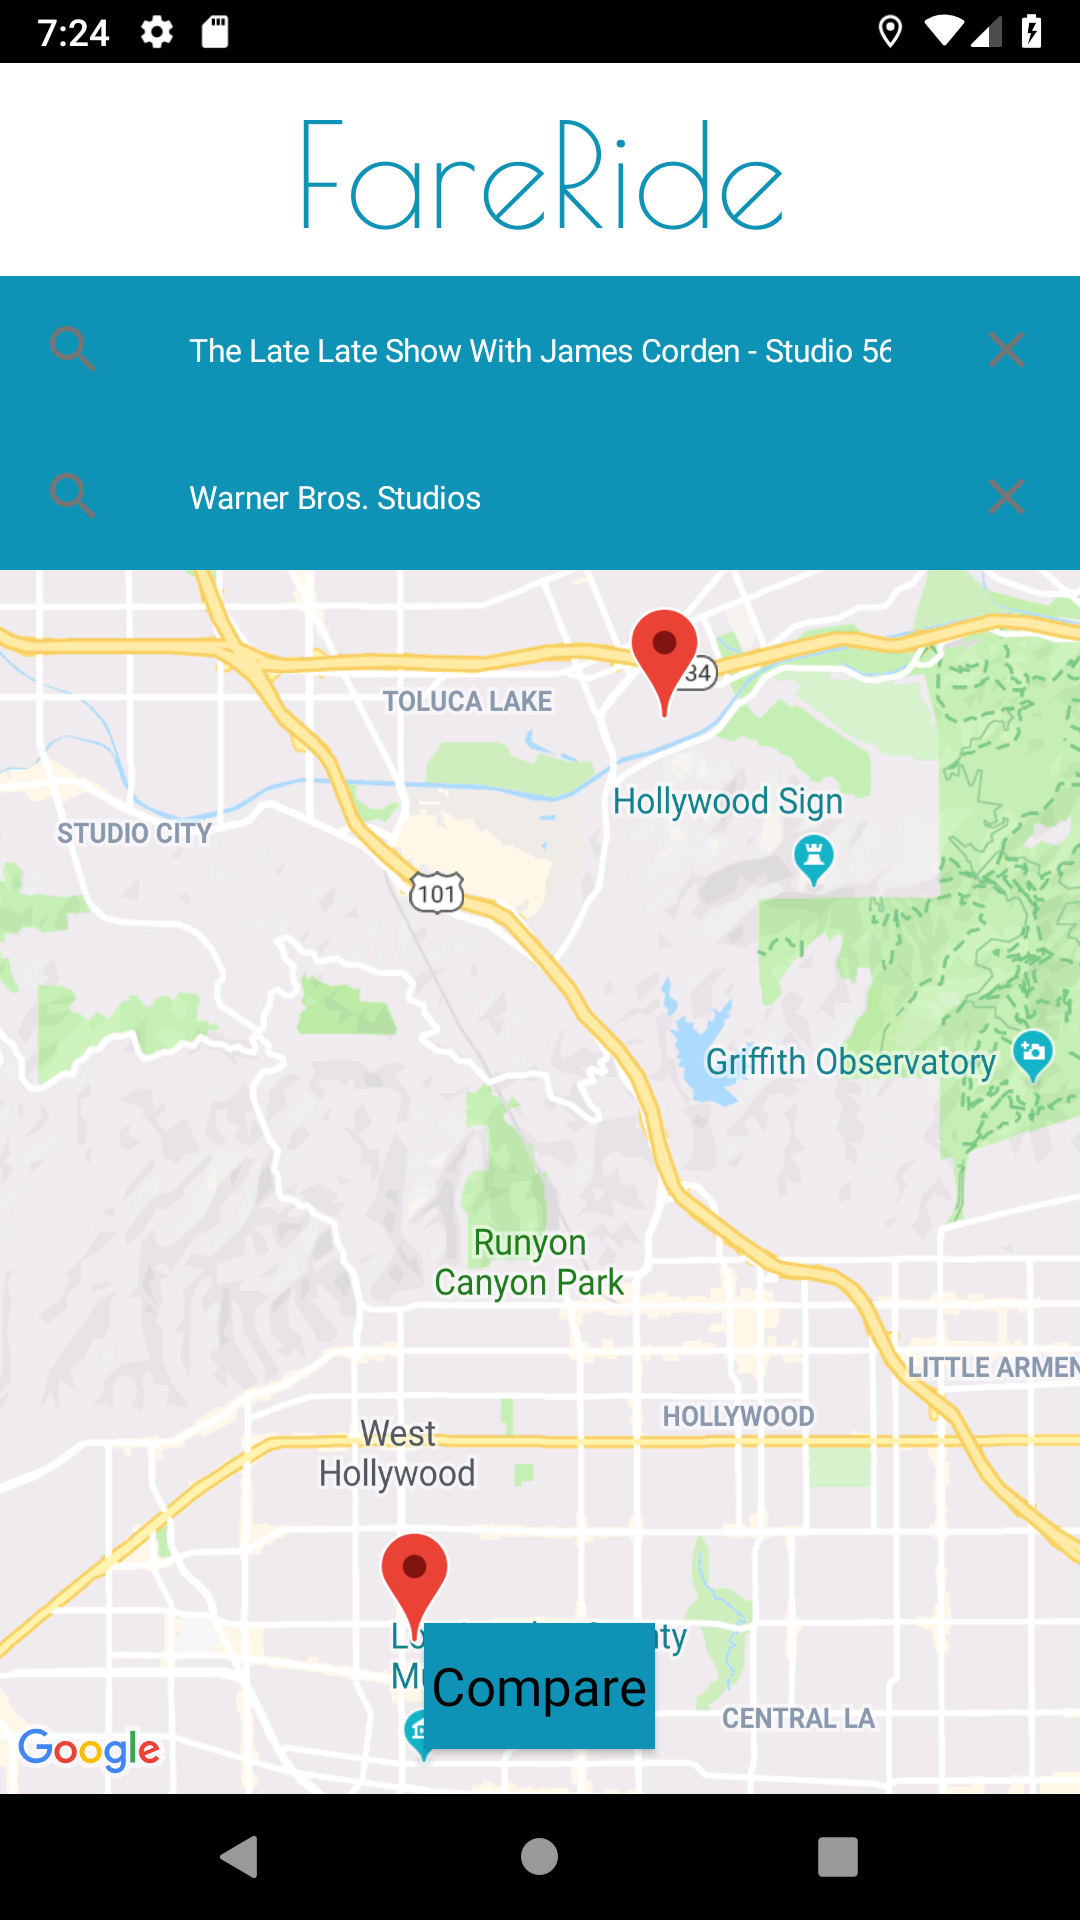 7:24
FareRide
The Late Late Show With James Corden - Studio 56
Warner Bros. Studios
34
TOLUCA LAKE
Hollywood Sign
STUDIO CITY
101
Griffith Observatory
Runyon
Canyon Park
LITTLE ARMEN
HOLLYWOOD
West
Hollywood
Compare
CENTRAL LA
Google